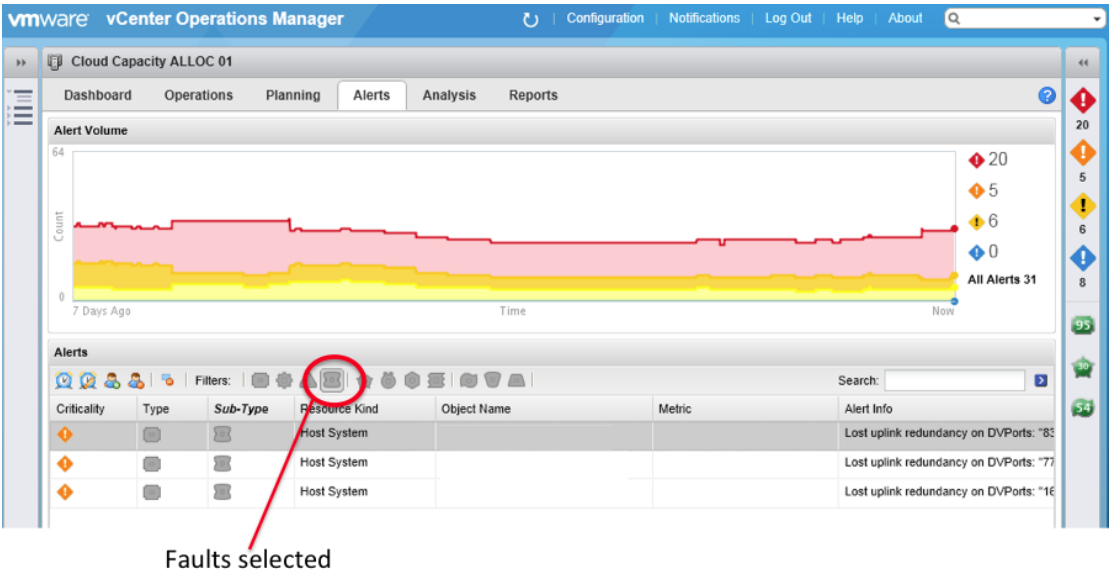 vmware vCenter Operations Manager
Configuration Notifications Log Out Help About
Cloud Capacity ALLOC 01
Dashboard Operations Planning Alerts Analysis Reports
20
5
6
8
95
30
54
Alert Volume
64
Count
0
7 Days Ago
Time
Now
20
5
6
0
All Alerts 31
Alerts
Filters:
Search:
Criticality Type Sub-Type Resource Kind Object Name Metric Alert Info
Host System Lost uplink redundancy on DVPorts: "83
Host System Lost uplink redundancy on DVPorts: "77
Host System Lost uplink redundancy on DVPorts: "16
Faults selected